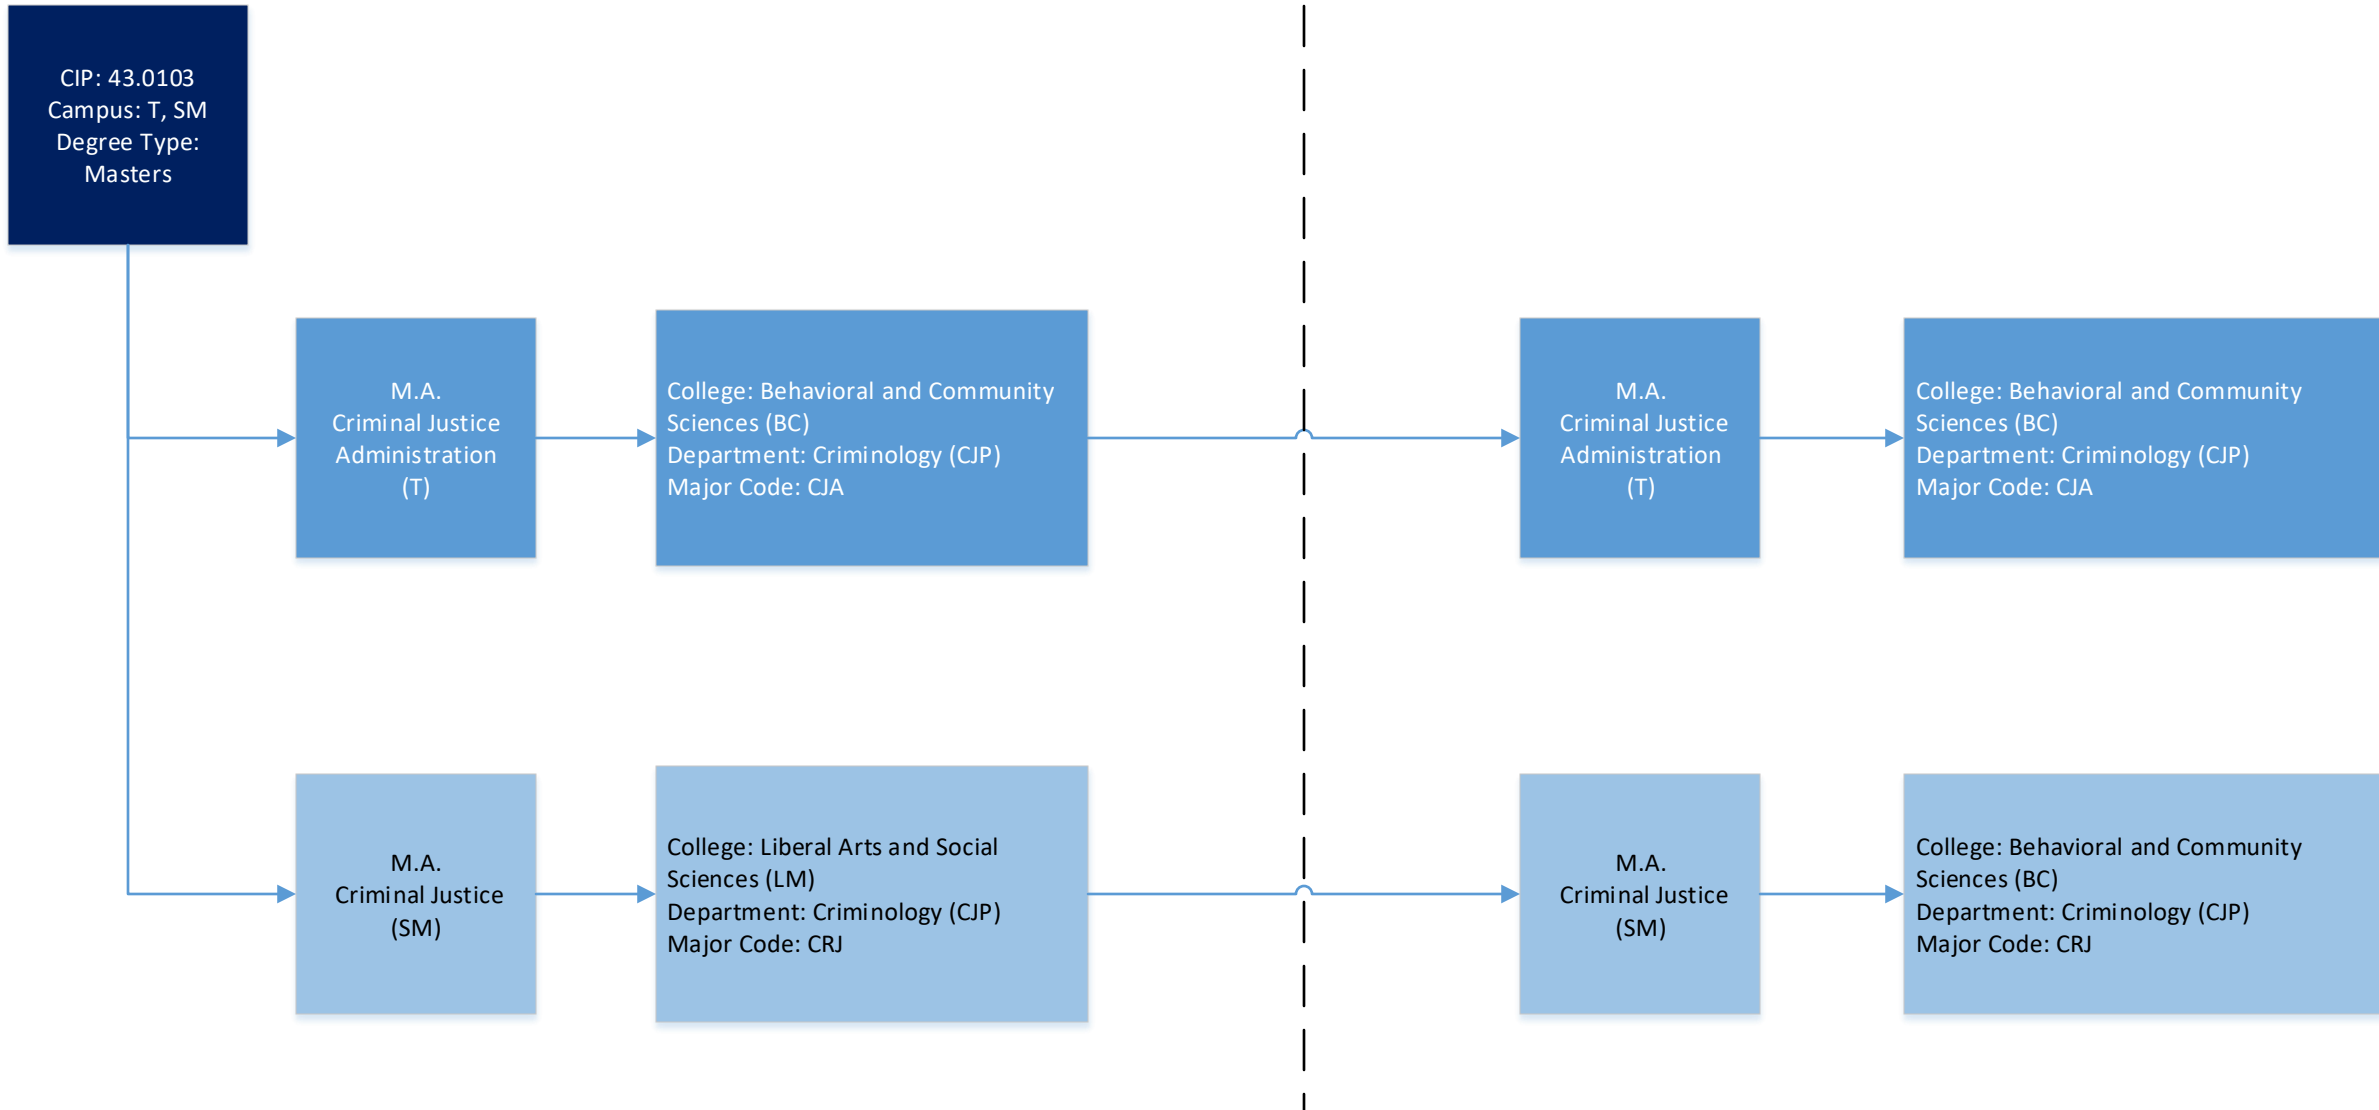 CIP: 43.0103
Campus: T, SM
Degree Type:
Masters
M.A.
Criminal Justice
Administration
(T)
College: Behavioral and Community
Sciences (BC)
Department: Criminology (CJP)
Major Code: CJA
M.A.
Criminal Justice
Administration
(T)
College: Behavioral and Community
Sciences (BC)
Department: Criminology (CJP)
Major Code: CJA
M.A.
Criminal Justice
(SM)
College: Liberal Arts and Social
Sciences (LM)
Department: Criminology (CJP)
Major Code: CRJ
M.A.
Criminal Justice
(SM)
College: Behavioral and Community
Sciences (BC)
Department: Criminology (CJP)
Major Code: CRJ